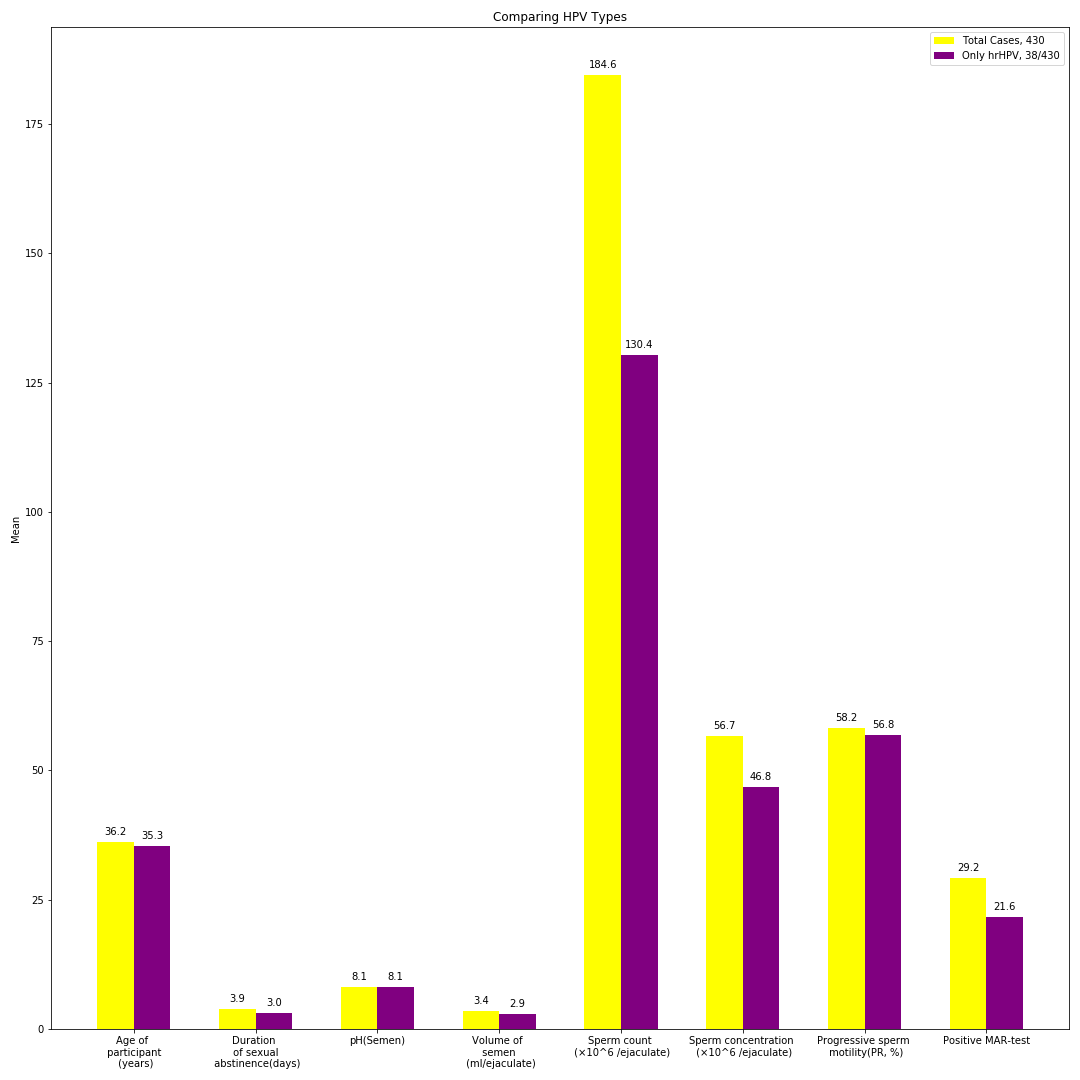 Comparing HPV Types
Total Cases, 430
Only hrHPV, 38/430
Mean
175
150
125
100
75
50
25
0
36.2
35.3
3.9
3.0
8.1
8.1
3.4
2.9
184.6
130.4
56.7
46.8
58.2
56.8
29.2
21.6
Age of
participant
(years)
Duration
of sexual
abstinence(days)
pH(Semen)
Volume of
semen
(ml/ejaculate)
Sperm count
(×10^6 /ejaculate)
Sperm concentration
(×10^6 /ejaculate)
Progressive sperm
motility(PR, %)
Positive MAR-test